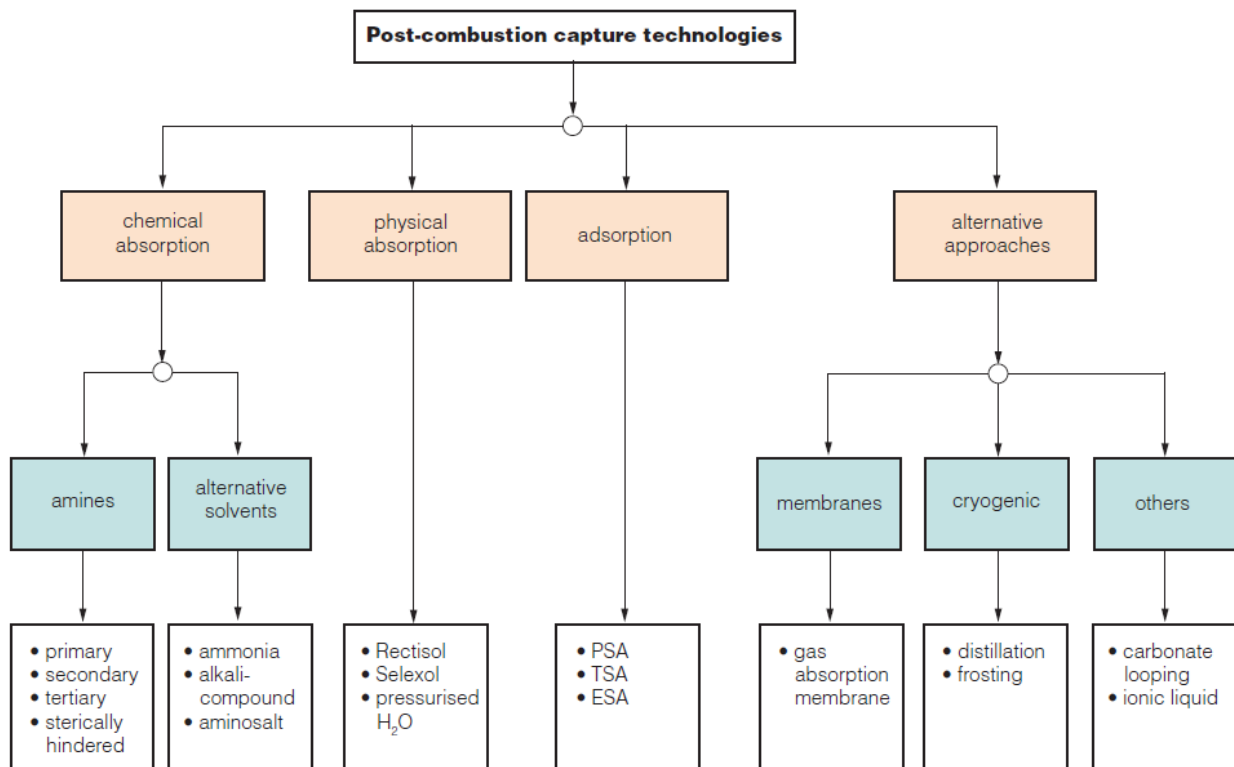 Post-combustion capture technologies
chemical
absorption
physical
absorption
adsorption
alternative
approaches
amines
alternative
solvents
membranes
cryogenic
others
• primary
• secondary
• tertiary
• sterically
hindered
• ammonia
• alkali-
compound
• aminosalt
• Rectisol
• Selexol
• pressurised
H₂O
• PSA
• TSA
• ESA
• gas
absorption
membrane
• distillation
• frosting
• carbonate
looping
• ionic liquid